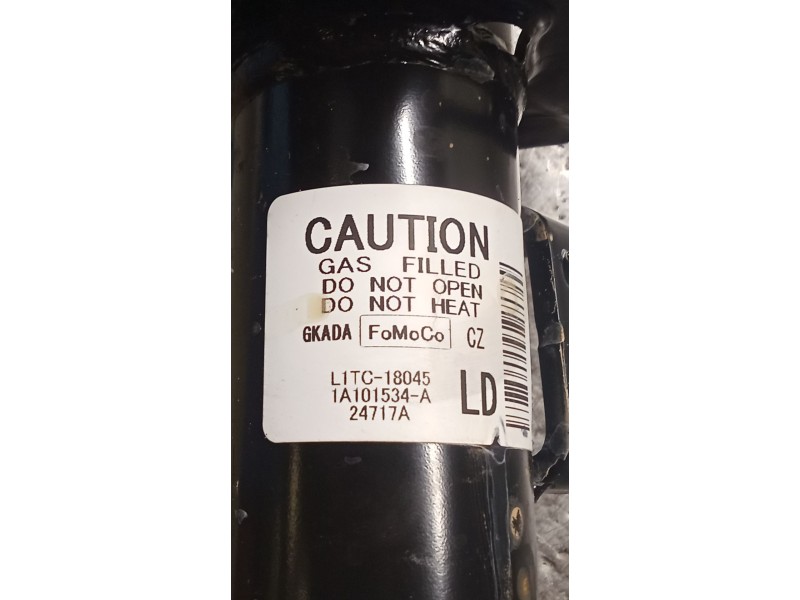 CAUTION
GAS FILLED
DO NOT OPEN
DO NOT HEAT
GKADA FoMoCo CZ
L1TC-18045
1A101534-A
24717A
LD